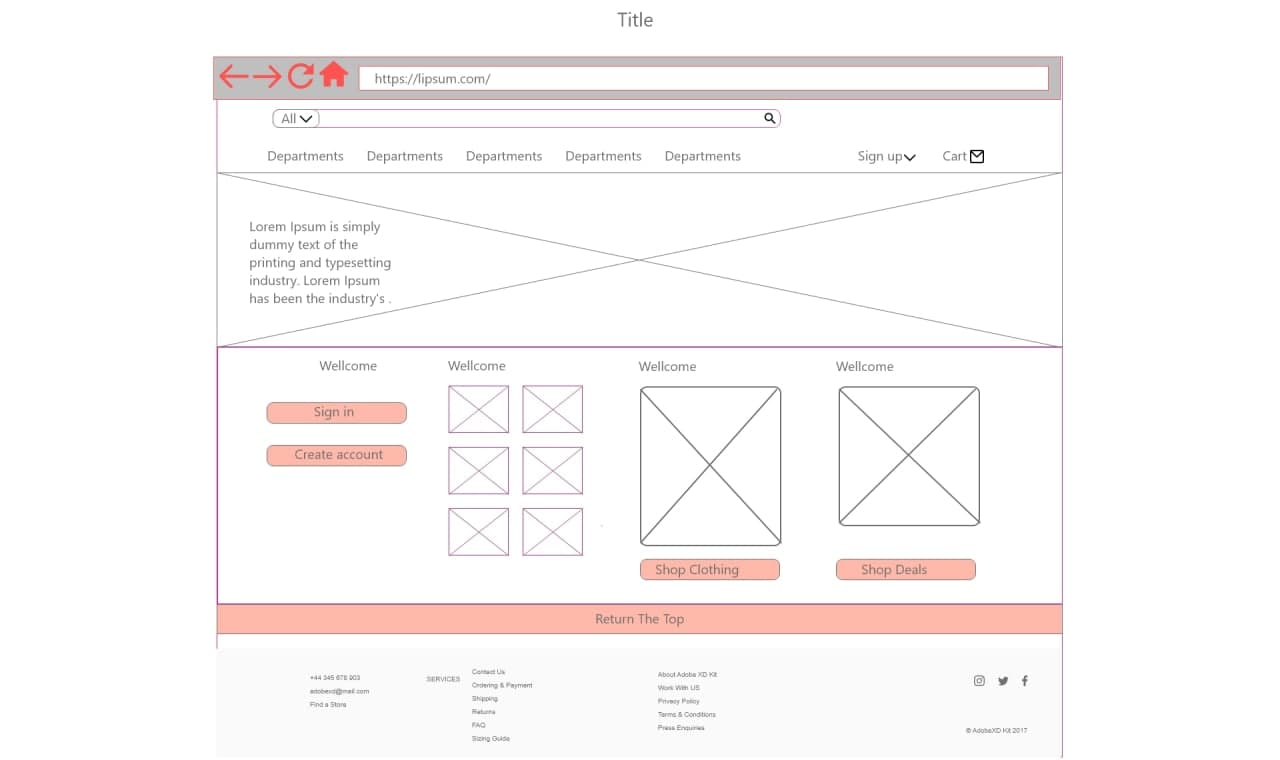 Title
https://lipsum.com/
All
Departments Departments Departments Departments Departments Sign up Cart
Lorem Ipsum is simply
dummy text of the
printing and typesetting
industry. Lorem Ipsum
has been the industry's .
Wellcome
Sign in
Create account
Wellcome
Wellcome
Shop Clothing
Wellcome
Shop Deals
Return The Top
+44 345 678 903
adobexd@mail.com
Find a Store
SERVICES
Contact Us
Ordering & Payment
Shipping
Returns
FAQ
Sizing Guide
About Adobe XD Kit
Work With US
Privacy Policy
Terms & Conditions
Press Enquiries
© AdobeXD Kit 2017